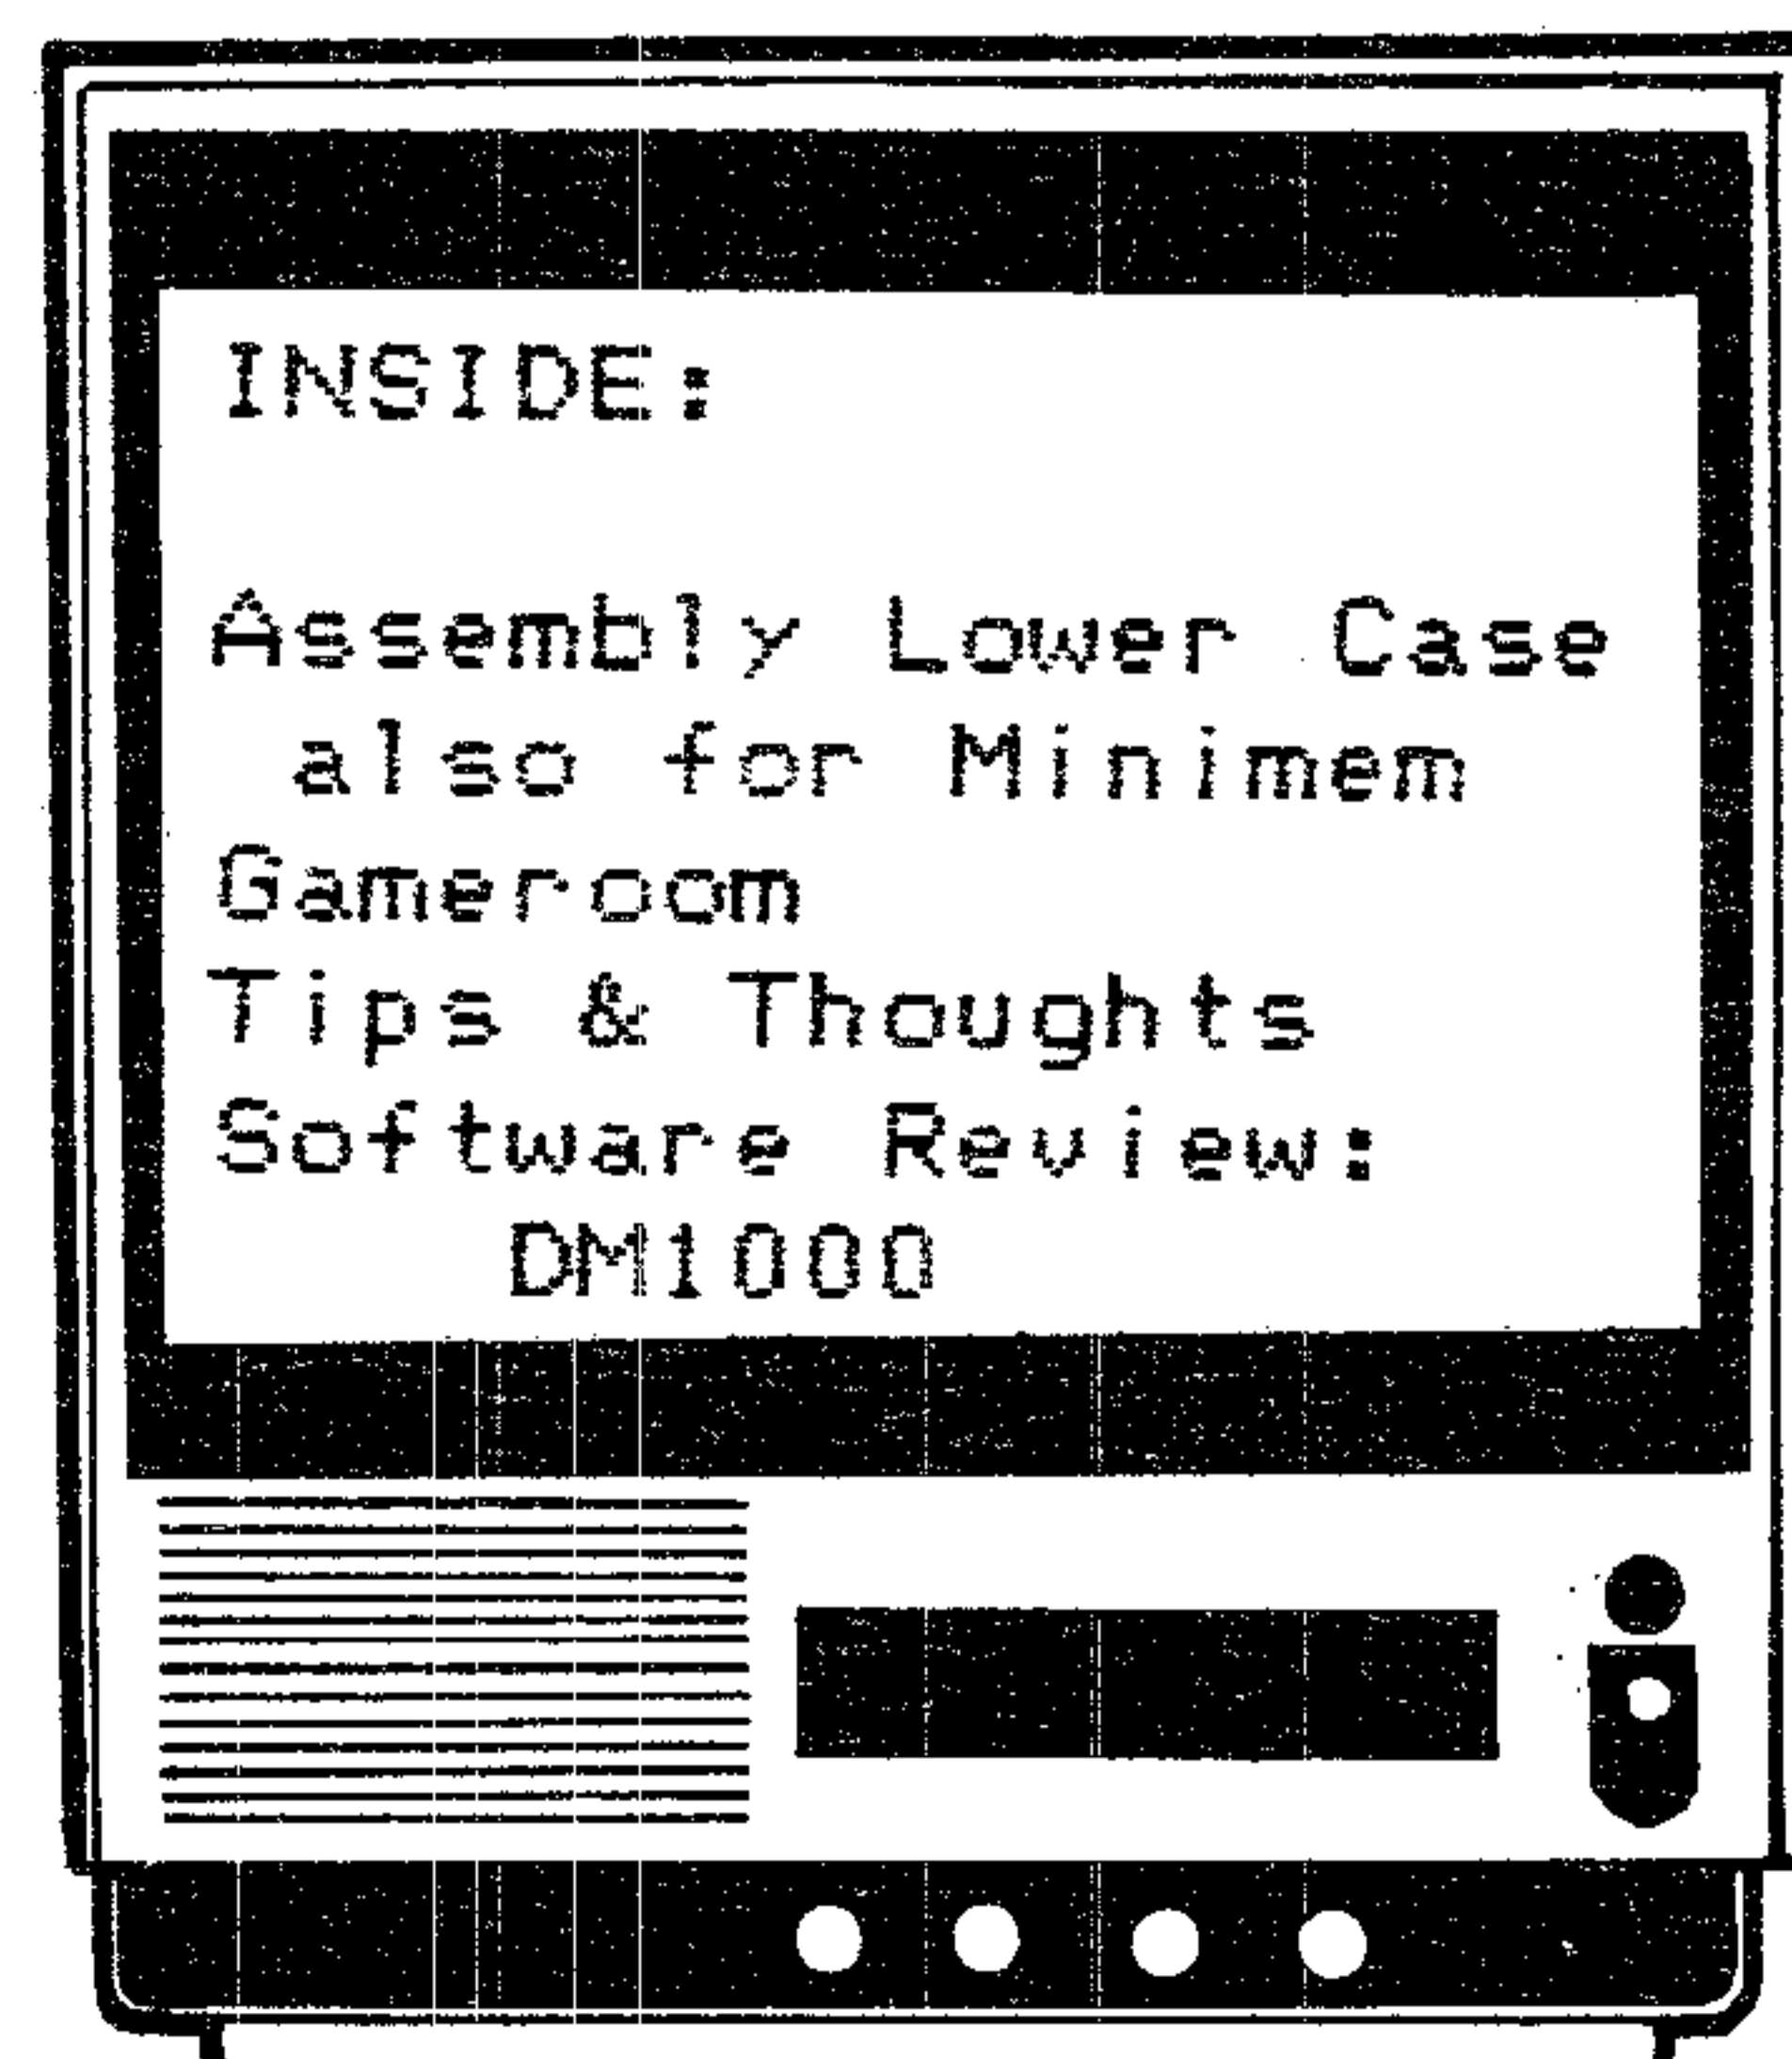 INSIDE:
Assembly Lower Case
also for Minimem
Gameroom
Tips & Thoughts
Software Review:
DM1000